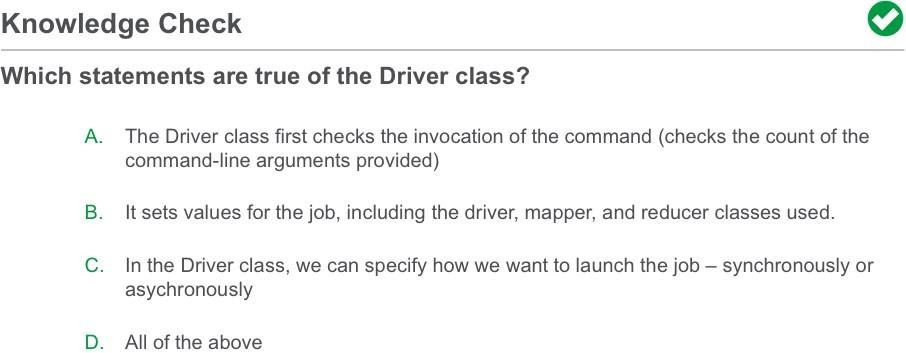 Knowledge Check
Which statements are true of the Driver class?
A. The Driver class first checks the invocation of the command (checks the count of the
command-line arguments provided)
B. It sets values for the job, including the driver, mapper, and reducer classes used.
C. In the Driver class, we can specify how we want to launch the job – synchronously or
asychronously
D. All of the above